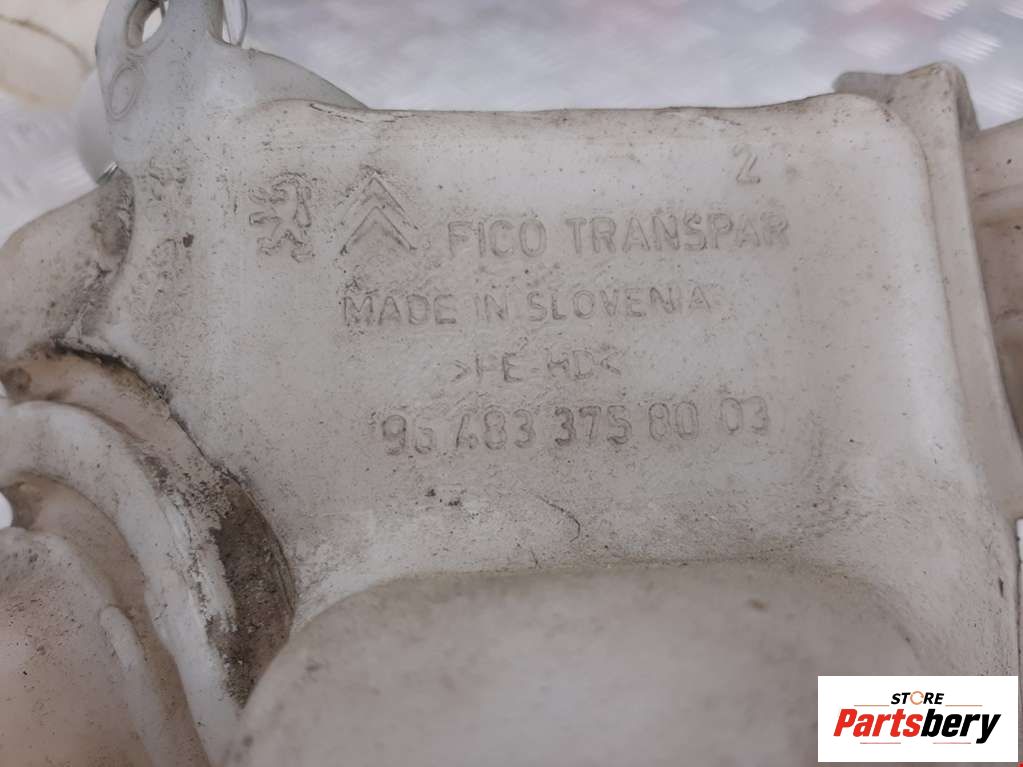 2
FICO TRANSPAR
MADE IN SLOVENIA
>PE-HD<
96 483 375 80 03
STORE
Partsbery